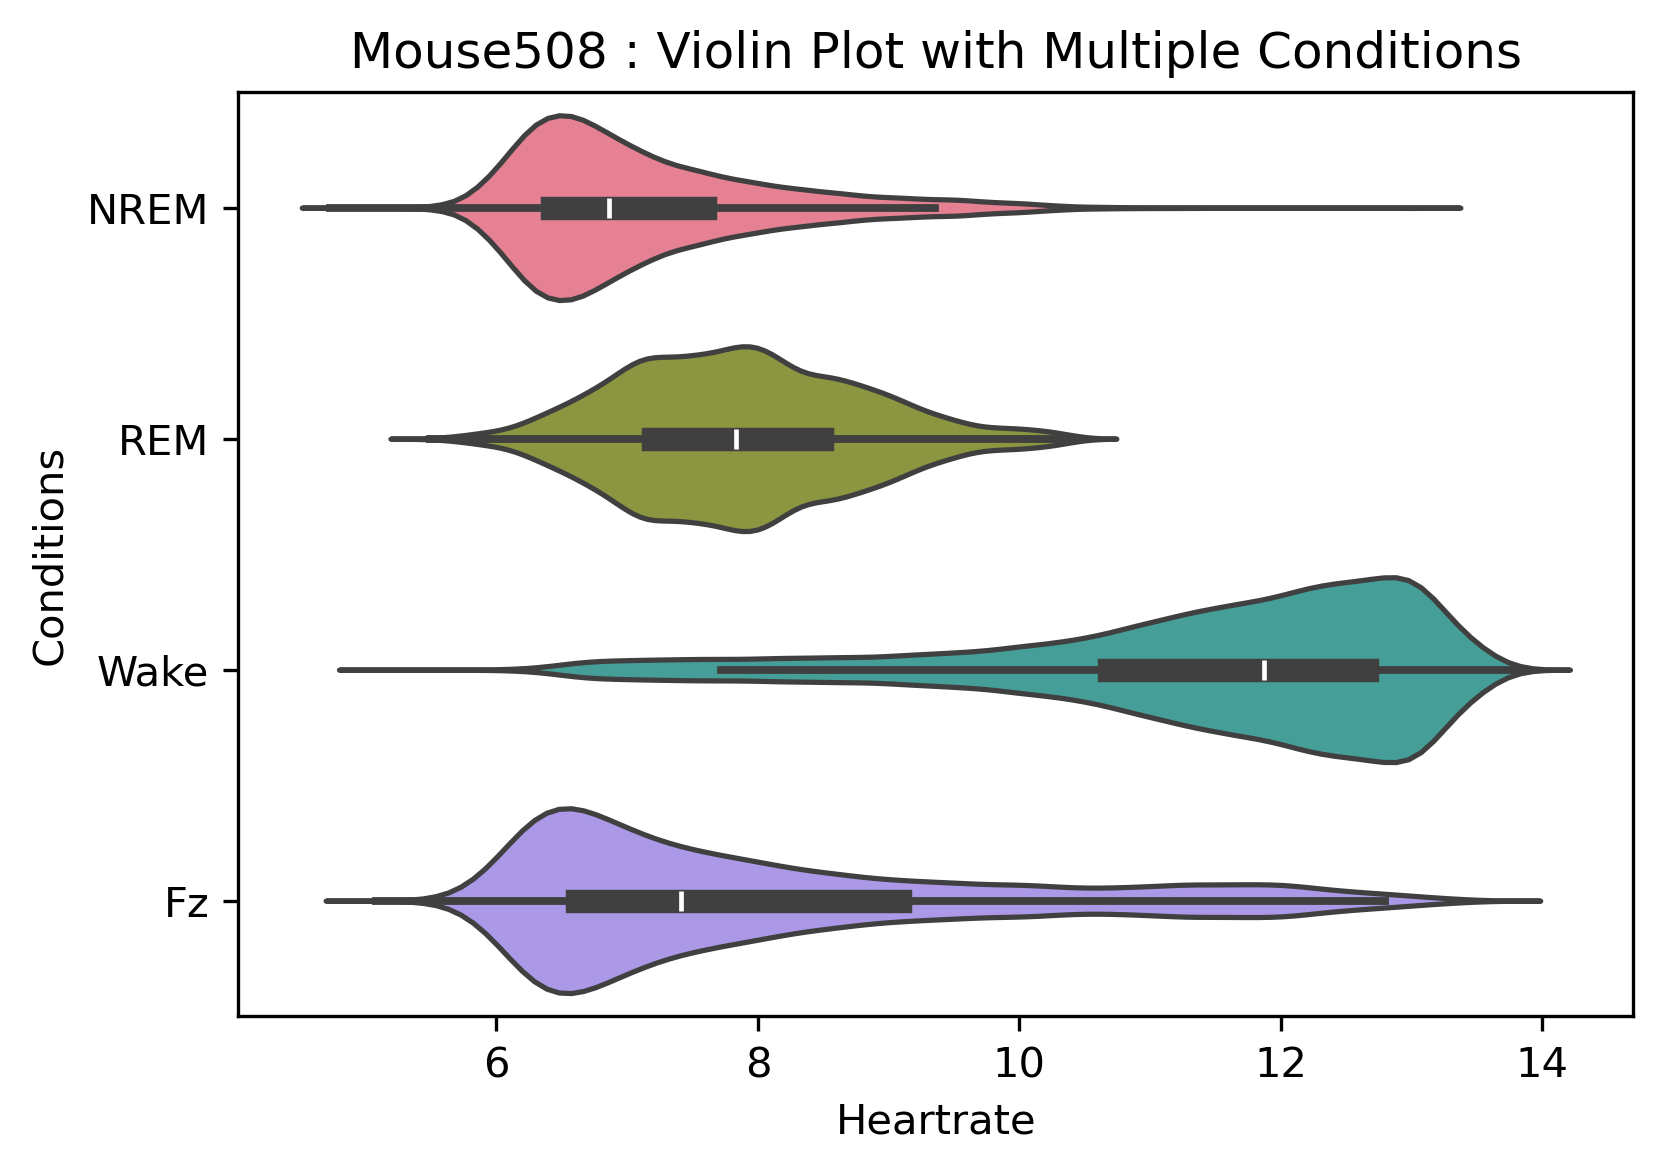 Mouse508 : Violin Plot with Multiple Conditions
NREM
REM
Wake
Fz
Conditions
6 8 10 12 14
Heartrate